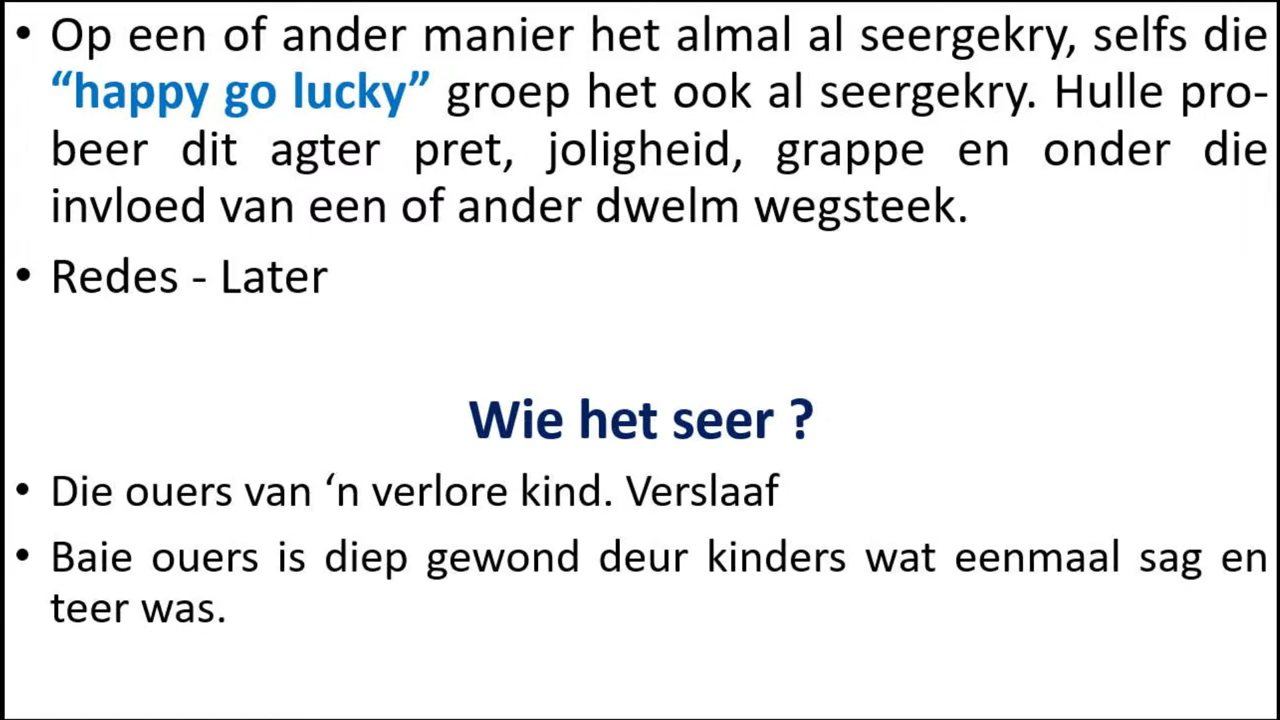 • Op een of ander manier het almal al seergekry, selfs die
“happy go lucky” groep het ook al seergekry. Hulle pro-
beer dit agter pret, joligheid, grappe en onder die
invloed van een of ander dwelm wegsteek.
• Redes - Later
Wie het seer ?
• Die ouers van ‘n verlore kind. Verslaaf
• Baie ouers is diep gewond deur kinders wat eenmaal sag en
teer was.